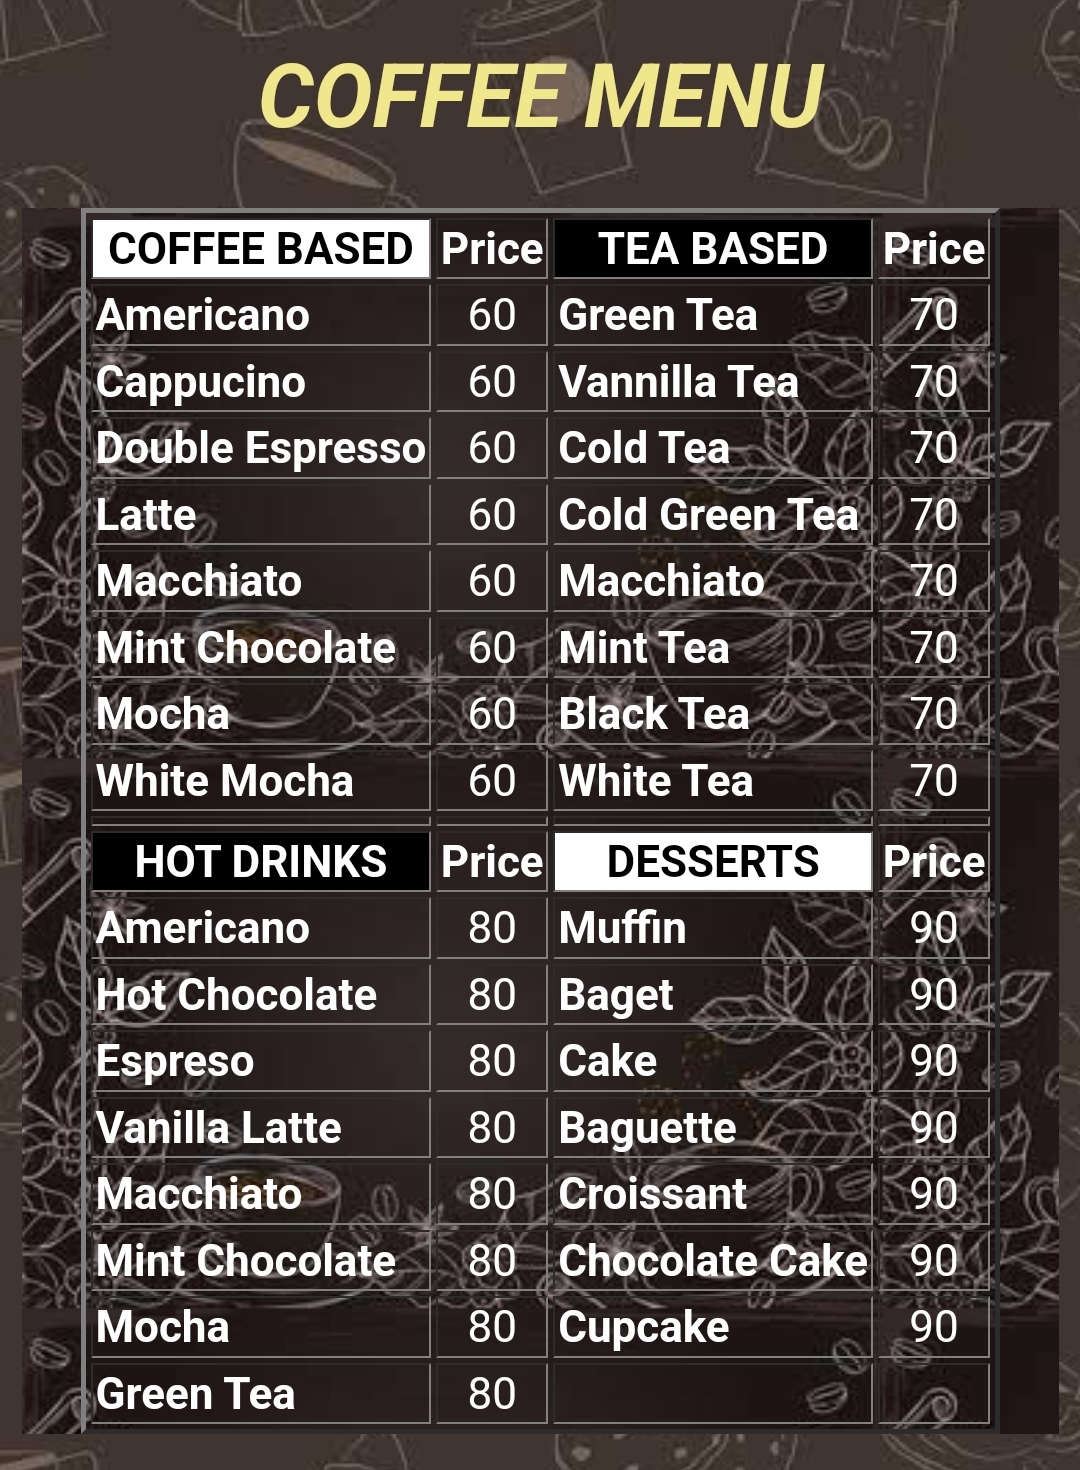 COFFEE MENU
COFFEE BASED Price TEA BASED Price
Americano 60 Green Tea 70
Cappucino 60 Vannilla Tea 70
Double Espresso 60 Cold Tea 70
Latte 60 Cold Green Tea 70
Macchiato 60 Macchiato 70
Mint Chocolate 60 Mint Tea 70
Mocha 60 Black Tea 70
White Mocha 60 White Tea 70
HOT DRINKS Price DESSERTS Price
Americano 80 Muffin 90
Hot Chocolate 80 Baget 90
Espreso 80 Cake 90
Vanilla Latte 80 Baguette 90
Macchiato 80 Croissant 90
Mint Chocolate 80 Chocolate Cake 90
Mocha 80 Cupcake 90
Green Tea 80